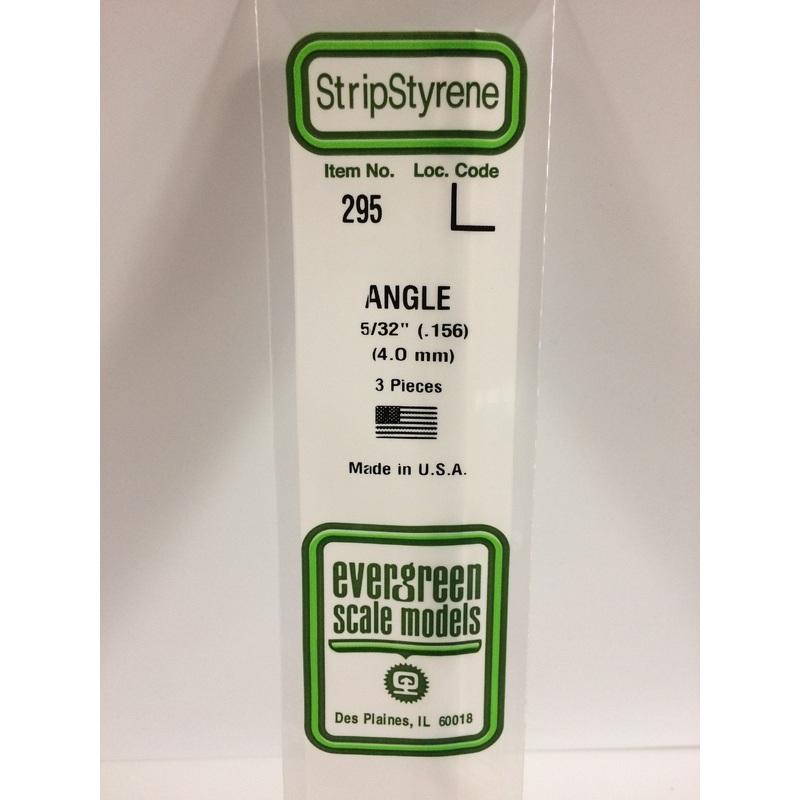 StripStyrene
Item No. Loc. Code
295 L
ANGLE
5/32" (.156)
(4.0 mm)
3 Pieces
Made in U.S.A.
evergreen
scale models
Des Plaines, IL 60018